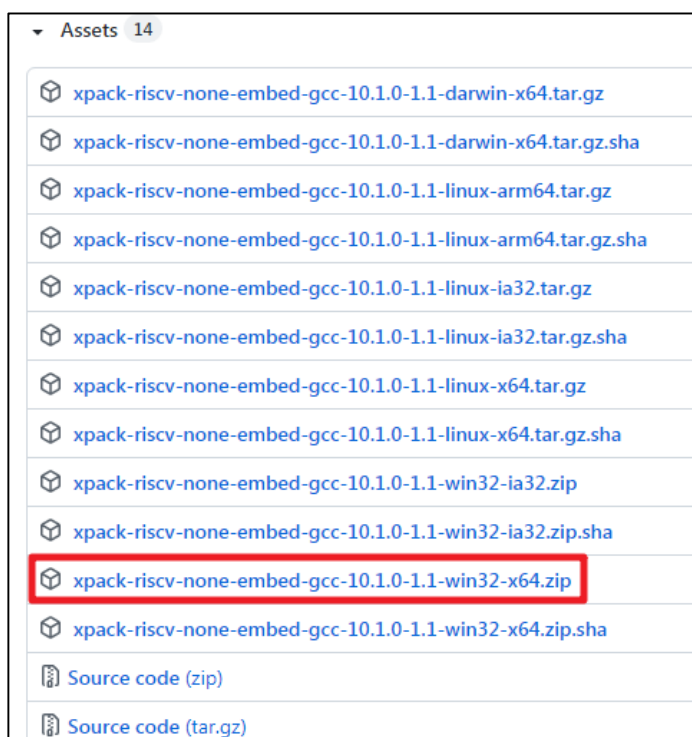 Assets 14
xpack-riscv-none-embed-gcc-10.1.0-1.1-darwin-x64.tar.gz
xpack-riscv-none-embed-gcc-10.1.0-1.1-darwin-x64.tar.gz.sha
xpack-riscv-none-embed-gcc-10.1.0-1.1-linux-arm64.tar.gz
xpack-riscv-none-embed-gcc-10.1.0-1.1-linux-arm64.tar.gz.sha
xpack-riscv-none-embed-gcc-10.1.0-1.1-linux-ia32.tar.gz
xpack-riscv-none-embed-gcc-10.1.0-1.1-linux-ia32.tar.gz.sha
xpack-riscv-none-embed-gcc-10.1.0-1.1-linux-x64.tar.gz
xpack-riscv-none-embed-gcc-10.1.0-1.1-linux-x64.tar.gz.sha
xpack-riscv-none-embed-gcc-10.1.0-1.1-win32-ia32.zip
xpack-riscv-none-embed-gcc-10.1.0-1.1-win32-ia32.zip.sha
xpack-riscv-none-embed-gcc-10.1.0-1.1-win32-x64.zip
xpack-riscv-none-embed-gcc-10.1.0-1.1-win32-x64.zip.sha
Source code (zip)
Source code (tar.gz)